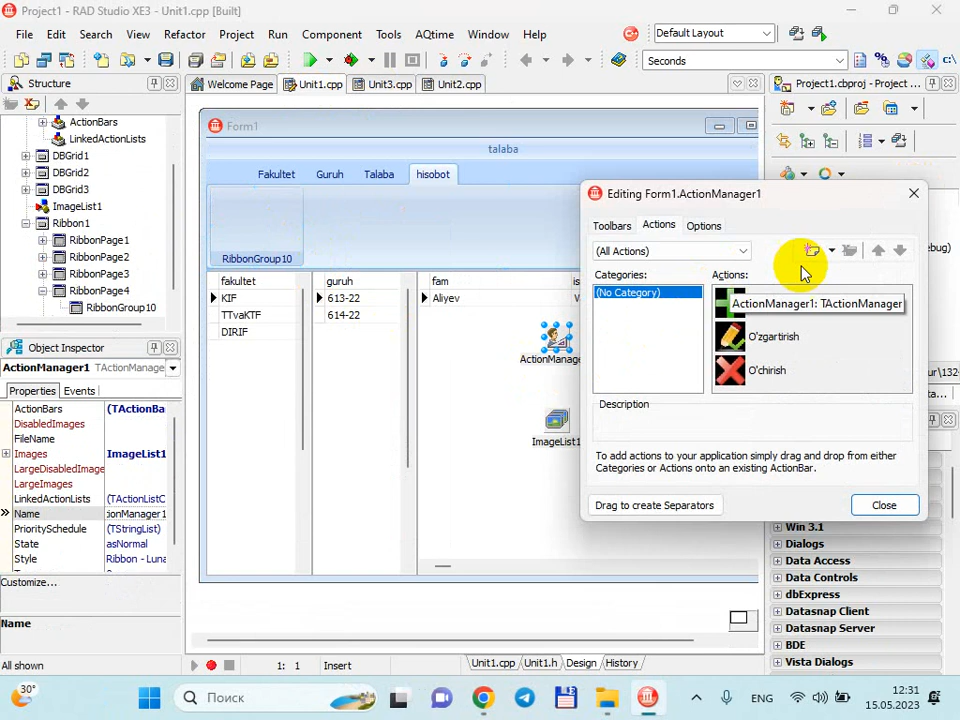 Project1 - RAD Studio XE3 - Unit1.cpp [Built]
File Edit Search View Refactor Project Run Component Tools AQtime Window Help
Default Layout
Seconds
Structure
Welcome Page Unit1.cpp Unit3.cpp Unit2.cpp
Project1.cbproj - Project ...
ActionBars
LinkedActionLists
DBGrid1
DBGrid2
DBGrid3
ImageList1
Ribbon1
RibbonPage1
RibbonPage2
RibbonPage3
RibbonPage4
RibbonGroup10
Form1
talaba
Fakultet Guruh Talaba hisobot
RibbonGroup10
fakultet guruh fam is
KIF 613-22 Aliyev
TTvaKTF 614-22
DIRIF
ActionManage
ImageList1
Editing Form1.ActionManager1
Toolbars Actions Options
(All Actions)
Categories: Actions:
(No Category)
ActionManager1: TActionManager
O'zgartirish
O'chirish
Description
To add actions to your application simply drag and drop from either
Categories or Actions onto an existing ActionBar.
Drag to create Separators Close
Object Inspector
ActionManager1 TActionManage
Properties Events
ActionBars (TActionBa
DisabledImages
FileName
Images ImageList1
LargeDisabledImage
LargeImages
LinkedActionLists (TActionListC
Name tionManager1
PrioritySchedule (TStringList)
State asNormal
Style Ribbon - Luna
Customize...
Name
All shown
ebug)
ur\132-
ta...
Win 3.1
Dialogs
Data Access
Data Controls
dbExpress
Datasnap Client
Datasnap Server
BDE
Vista Dialogs
1: 1 Insert
Unit1.cpp Unit1.h Design History
30°
Поиск
ENG
12:31
15.05.2023